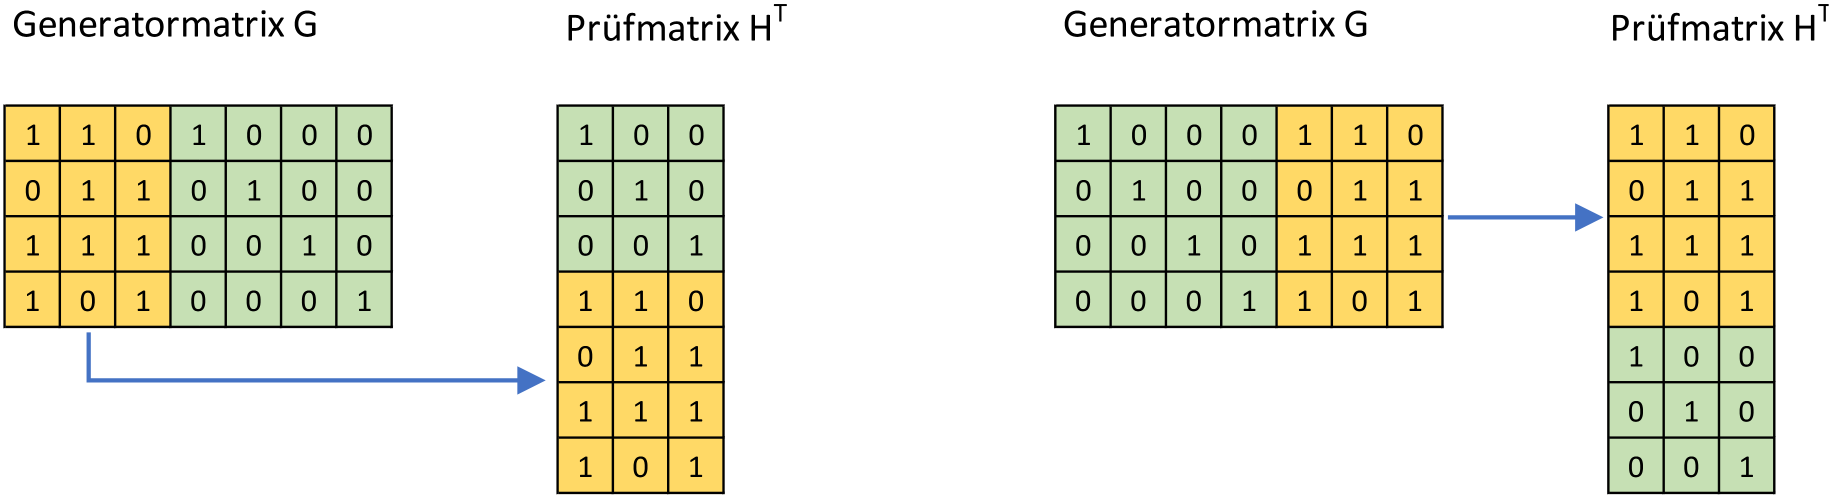 Generatormatrix G
Prüfmatrix H^T
1 1 0 1 0 0 0
0 1 1 0 1 0 0
1 1 1 0 0 1 0
1 0 1 0 0 0 1
1 0 0
0 1 0
0 0 1
1 1 0
0 1 1
1 1 1
1 0 1
Generatormatrix G
Prüfmatrix H^T
1 0 0 0 1 1 0
0 1 0 0 0 1 1
0 0 1 0 1 1 1
0 0 0 1 1 0 1
1 1 0
0 1 1
1 1 1
1 0 1
1 0 0
0 1 0
0 0 1